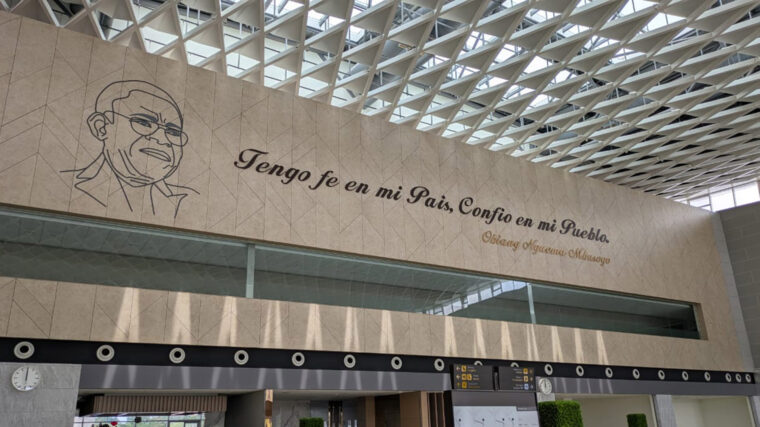 Tengo fe en mi Pais, Confio en mi Pueblo.
Obiang Nguema Mbasogo